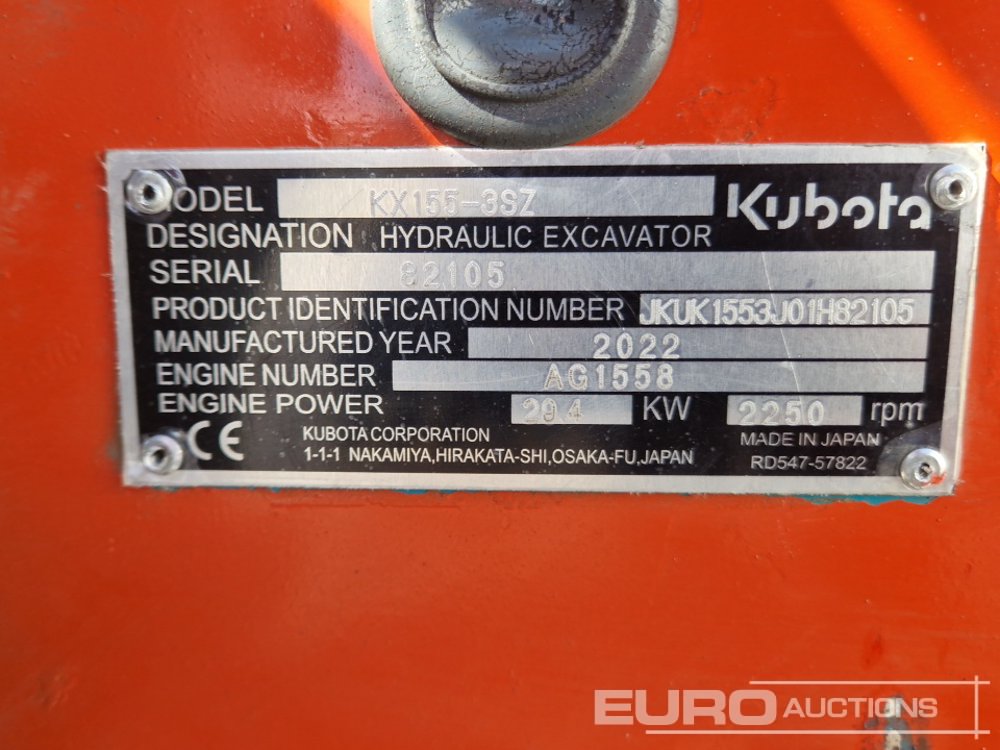 MODEL KX155-3SZ Kubota
DESIGNATION HYDRAULIC EXCAVATOR
SERIAL 82105
PRODUCT IDENTIFICATION NUMBER JKUK1553J01H82105
MANUFACTURED YEAR 2022
ENGINE NUMBER AG1558
ENGINE POWER 29.4 KW 2250 rpm
CE KUBOTA CORPORATION MADE IN JAPAN
1-1-1 NAKAMIYA,HIRAKATA-SHI,OSAKA-FU,JAPAN RD547-57822
EURO AUCTIONS